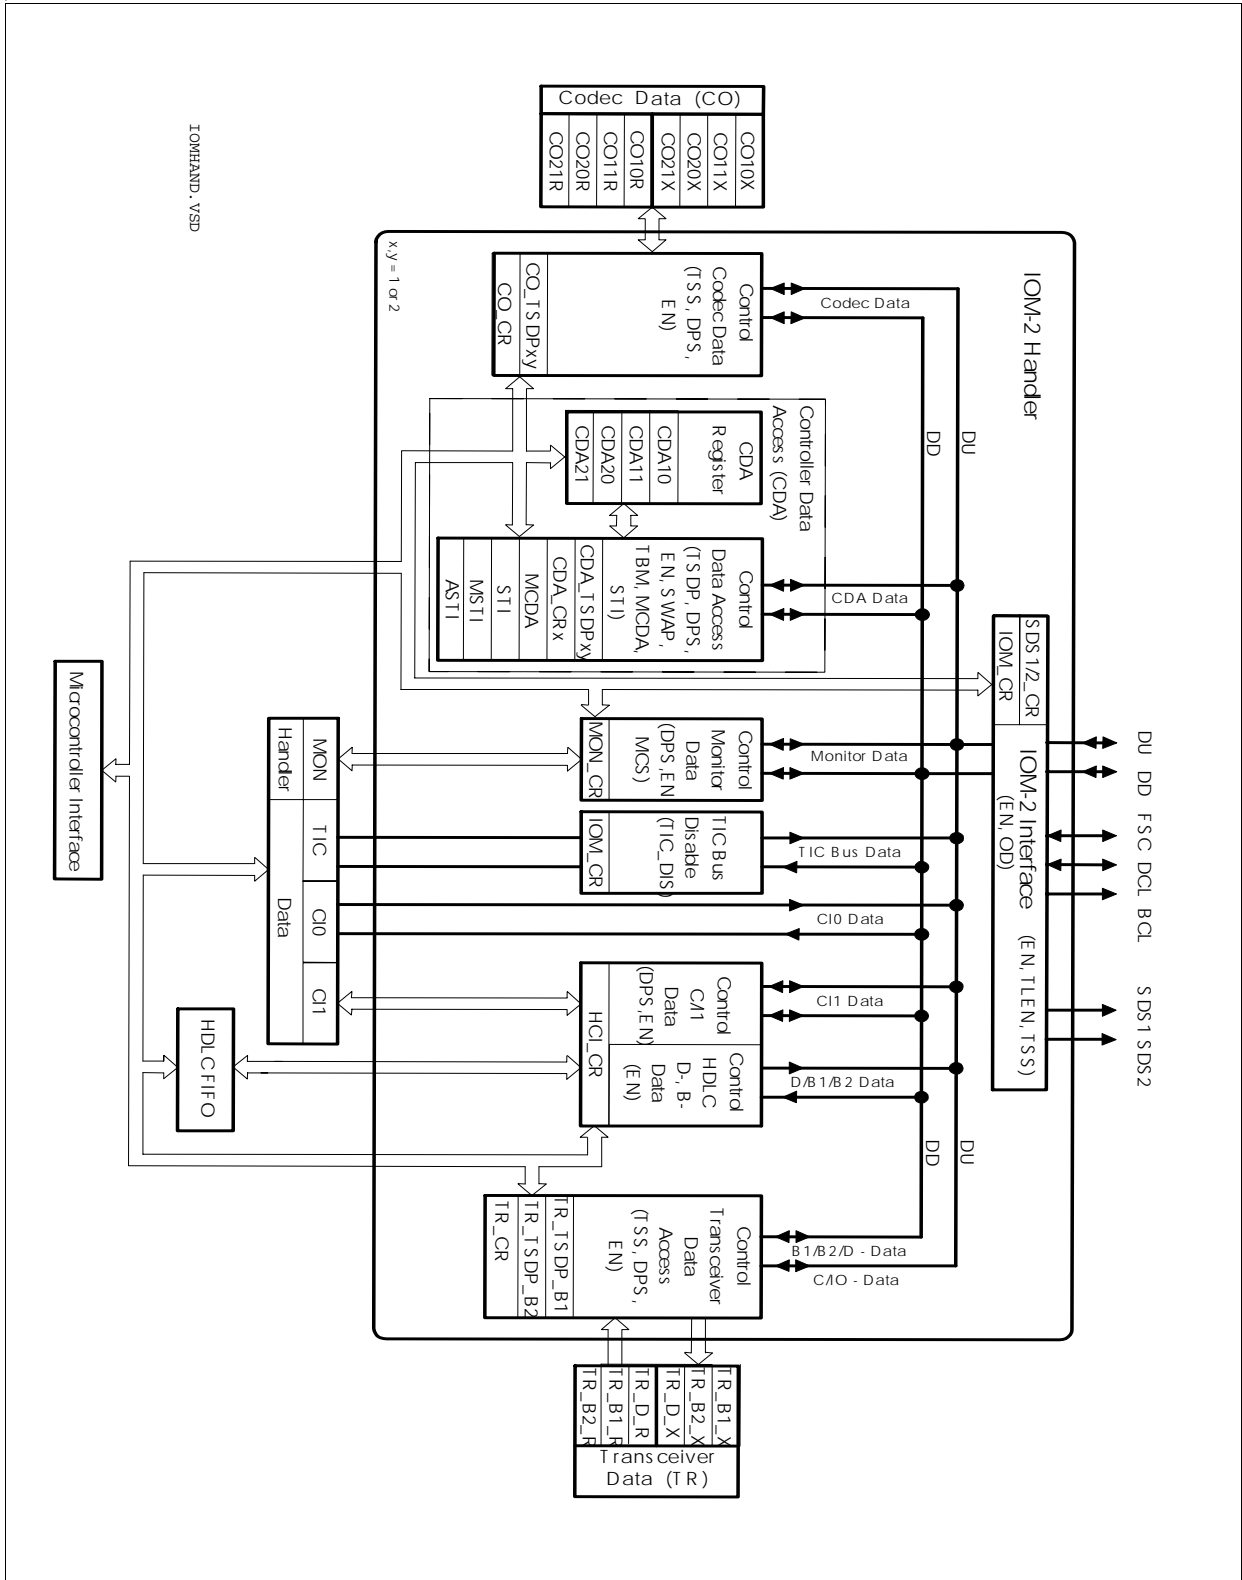 Codec Data (CO)
CO10X
CO11X
CO20X
CO21X
CO10R
CO11R
CO20R
CO21R
IOMHAND.VSD
x,y = 1 or 2
IOM-2 Handler
Control
Codec Data
(TSS, DPS,
EN)
CO_TSDPxy
CO_CR
Codec Data
DU
DD
Controller Data
Access (CDA)
CDA
Register
CDA10
CDA11
CDA20
CDA21
Control
Data Access
(TSDP, DPS,
EN, SWAP,
TBM, MCDA,
STI)
CDA_TSDPxy
CDA_CRx
MCDA
STI
MSTI
ASTI
CDA Data
SDS1/2_CR
IOM_CR
IOM-2 Interface
(EN, OD)
(EN, TLEN, TSS)
DU
DD
FSC
DCL
BCL
SDS1
SDS2
Control
Monitor
Data
(DPS, EN
MCS)
MON_CR
Monitor Data
TIC Bus
Disable
(TIC_DIS)
IOM_CR
TIC Bus Data
CI0 Data
Control
C/I1
Data
(DPS,EN)
Control
HDLC
D-, B-
Data
(EN)
HCI_CR
CI1 Data
D/B1/B2 Data
MON
Handler
TIC
CI0
CI1
Data
Microcontroller Interface
HDLC FIFO
DU
DD
Control
Transceiver
Data
Access
(TSS, DPS,
EN)
TR_TSDP_B1
TR_TSDP_B2
TR_CR
B1/B2/D - Data
C/IO - Data
TR_B1_X
TR_B2_X
TR_D_X
TR_D_R
TR_B1_R
TR_B2_R
Transceiver
Data (TR)